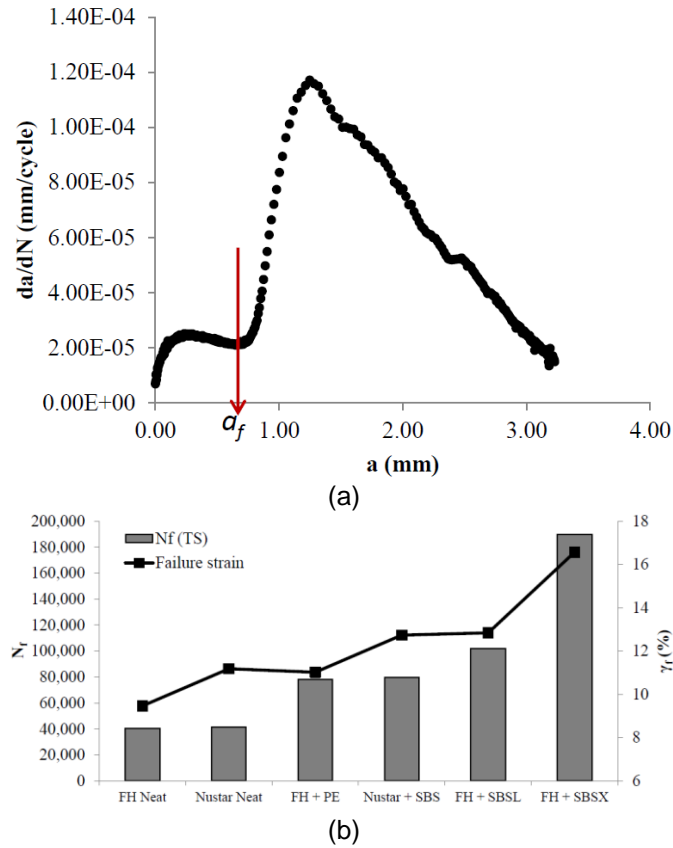 1.40E-04
1.20E-04
1.00E-04
8.00E-05
6.00E-05
4.00E-05
2.00E-05
0.00E+00
da/dN (mm/cycle)
0.00 1.00 2.00 3.00 4.00
a_f
a (mm)
(a)
200,000
180,000
160,000
140,000
120,000
100,000
80,000
60,000
40,000
20,000
0
N_f
Nf (TS)
Failure strain
18
16
14
12
10
8
6
γ_f (%)
FH Neat Nustar Neat FH + PE Nustar + SBS FH + SBSL FH + SBSX
(b)